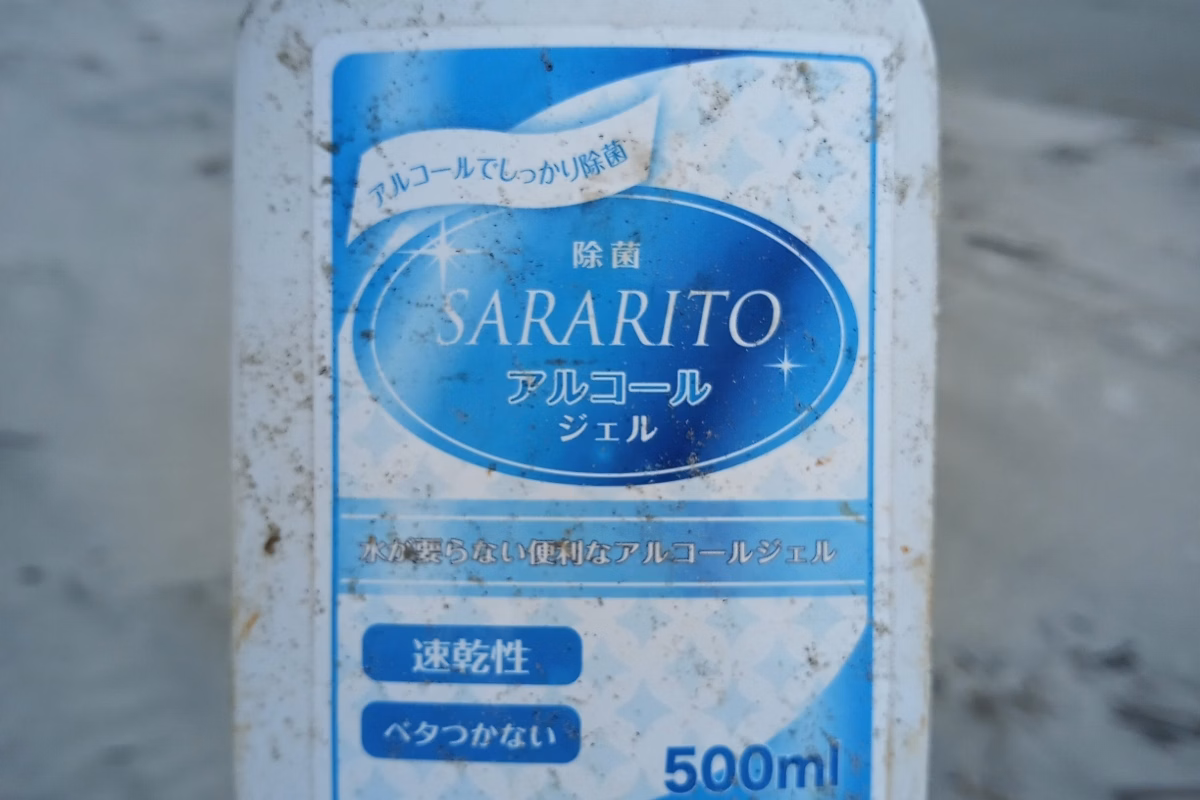 アルコールでしっかり除菌
除菌
SARARITO
アルコール
ジェル
水が要らない便利なアルコールジェル
速乾性
ベタつかない
500ml